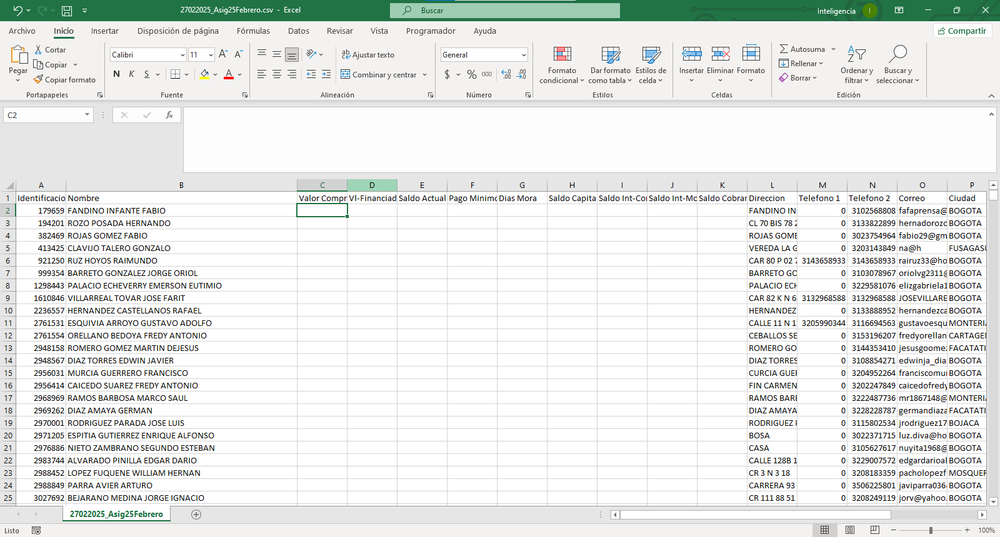 27022025_Asig25Febrero.csv - Excel
Buscar
Inteligencia
I
Archivo Inicio Insertar Disposición de página Fórmulas Datos Revisar Vista Programador Ayuda
Compartir
Pegar
Cortar
Copiar
Copiar formato
Portapapeles
Calibri 11
N K S
Fuente
Ajustar texto
Combinar y centrar
Alineación
General
$ % 000
Número
Formato condicional
Dar formato como tabla
Estilos de celda
Estilos
Insertar Eliminar Formato
Celdas
Autosuma
Rellenar
Borrar
Ordenar y filtrar
Buscar y seleccionar
Edición
C2
fx
A B C D E F G H I J K L M N O P
1 Identificacio Nombre Valor Compr Vl-Financiad Saldo Actual Pago Minimo Dias Mora Saldo Capita Saldo Int-Cor Saldo Int-Mo Saldo Cobrar Direccion Telefono 1 Telefono 2 Correo Ciudad
2 179659 FANDINO INFANTE FABIO FANDINO IN 0 3102568808 fafaprensa@ BOGOTA
3 194201 ROZO POSADA HERNANDO CL 70 BIS 78 2 0 3133822899 hernadorozo BOGOTA
4 382469 ROJAS GOMEZ FABIO ROJAS GOME 0 3023754964 fabio29@gm BOGOTA
5 413425 CLAVIJO TALERO GONZALO VEREDA LA G 0 3203143849 na@h FUSAGASU
6 921250 RUZ HOYOS RAIMUNDO CAR 80 P 02 7 3143658933 3143658933 rairuz33@ho BOGOTA
7 999354 BARRETO GONZALEZ JORGE ORIOL BARRETO GO 0 3103078967 oriolvg2311@ BOGOTA
8 1298443 PALACIO ECHEVERRY EMERSON EUTIMIO PALACIO ECH 0 3229581076 elizgabriela1 BOGOTA
9 1610846 VILLARREAL TOVAR JOSE FARIT CAR 82 K N 6 3132968588 3132968588 JOSEVILLARE BOGOTA
10 2236557 HERNANDEZ CASTELLANOS RAFAEL HERNANDEZ 0 3133888952 hernandezca BOGOTA
11 2761531 ESQUIVIA ARROYO GUSTAVO ADOLFO CALLE 11 N 1 3205990344 3116694563 gustavoesqu MONTERIA
12 2761554 ORELLANO BEDOYA FREDY ANTONIO CEBALLOS SE 0 3153196207 fredyorellan CARTAGEN
13 2948158 ROMERO GOMEZ MARTIN DEJESUS ROMERO GO 0 3144353410 jesusgoomez FACATATI
14 2948567 DIAZ TORRES EDWIN JAVIER DIAZ TORRES 0 3108854271 edwinja_dia BOGOTA
15 2956031 MURCIA GUERRERO FRANCISCO CURCIA GUER 0 3204952264 franciscomu BOGOTA
16 2956414 CAICEDO SUAREZ FREDY ANTONIO FIN CARMEN 0 3202247849 caicedofredy BOGOTA
17 2968969 RAMOS BARBOSA MARCO SAUL RAMOS BARB 0 3222487736 mr1867148@ MONTERIA
18 2969262 DIAZ AMAYA GERMAN DIAZ AMAYA 0 3228228787 germandiaza FACATATI
19 2970001 RODRIGUEZ PARADA JOSE LUIS RODRIGUEZ P 0 3115802534 jrodriguez17 BOJACA
20 2971205 ESPITIA GUTIERREZ ENRIQUE ALFONSO BOSA 0 3022371715 luz.diva@ho BOGOTA
21 2976886 NIETO ZAMBRANO SEGUNDO ESTEBAN CASA 0 3105627617 nuyita1968@ BOGOTA
22 2983744 ALVARADO PINILLA EDGAR DARIO CALLE 128B 1 0 3229007572 edgardarioal BOGOTA
23 2988452 LOPEZ FUQUENE WILLIAM HERNAN CR 3 N 3 18 0 3208183359 pacholopezf MOSQUER
24 2988849 PARRA AVIER ARTURO CARRERA 93 0 3506225801 javiparra036 BOGOTA
25 3027692 BEJARANO MEDINA JORGE IGNACIO CR 111 88 51 0 3208249119 jorv@yahoo. BOGOTA
27022025_Asig25Febrero
Listo
100%